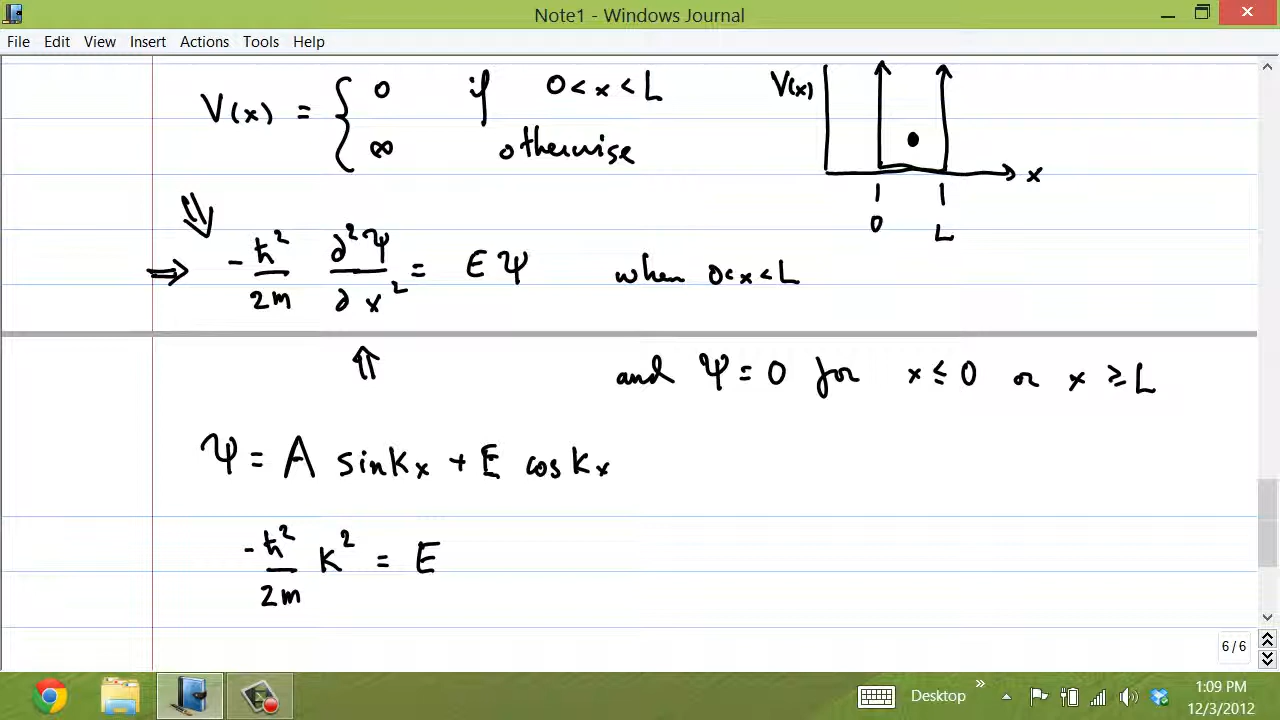 Note1 - Windows Journal
File Edit View Insert Actions Tools Help
V(x) = { 0 if 0 < x < L
∞ otherwise
V(x)
x
0 L
⇒ -ħ²/2m ∂²Ψ/∂x² = EΨ when 0<x<L
and Ψ = 0 for x ≤ 0 or x ≥ L
Ψ = A sin kx + E cos kx
-ħ²/2m k² = E
6 / 6
Desktop » 1:09 PM
12/3/2012